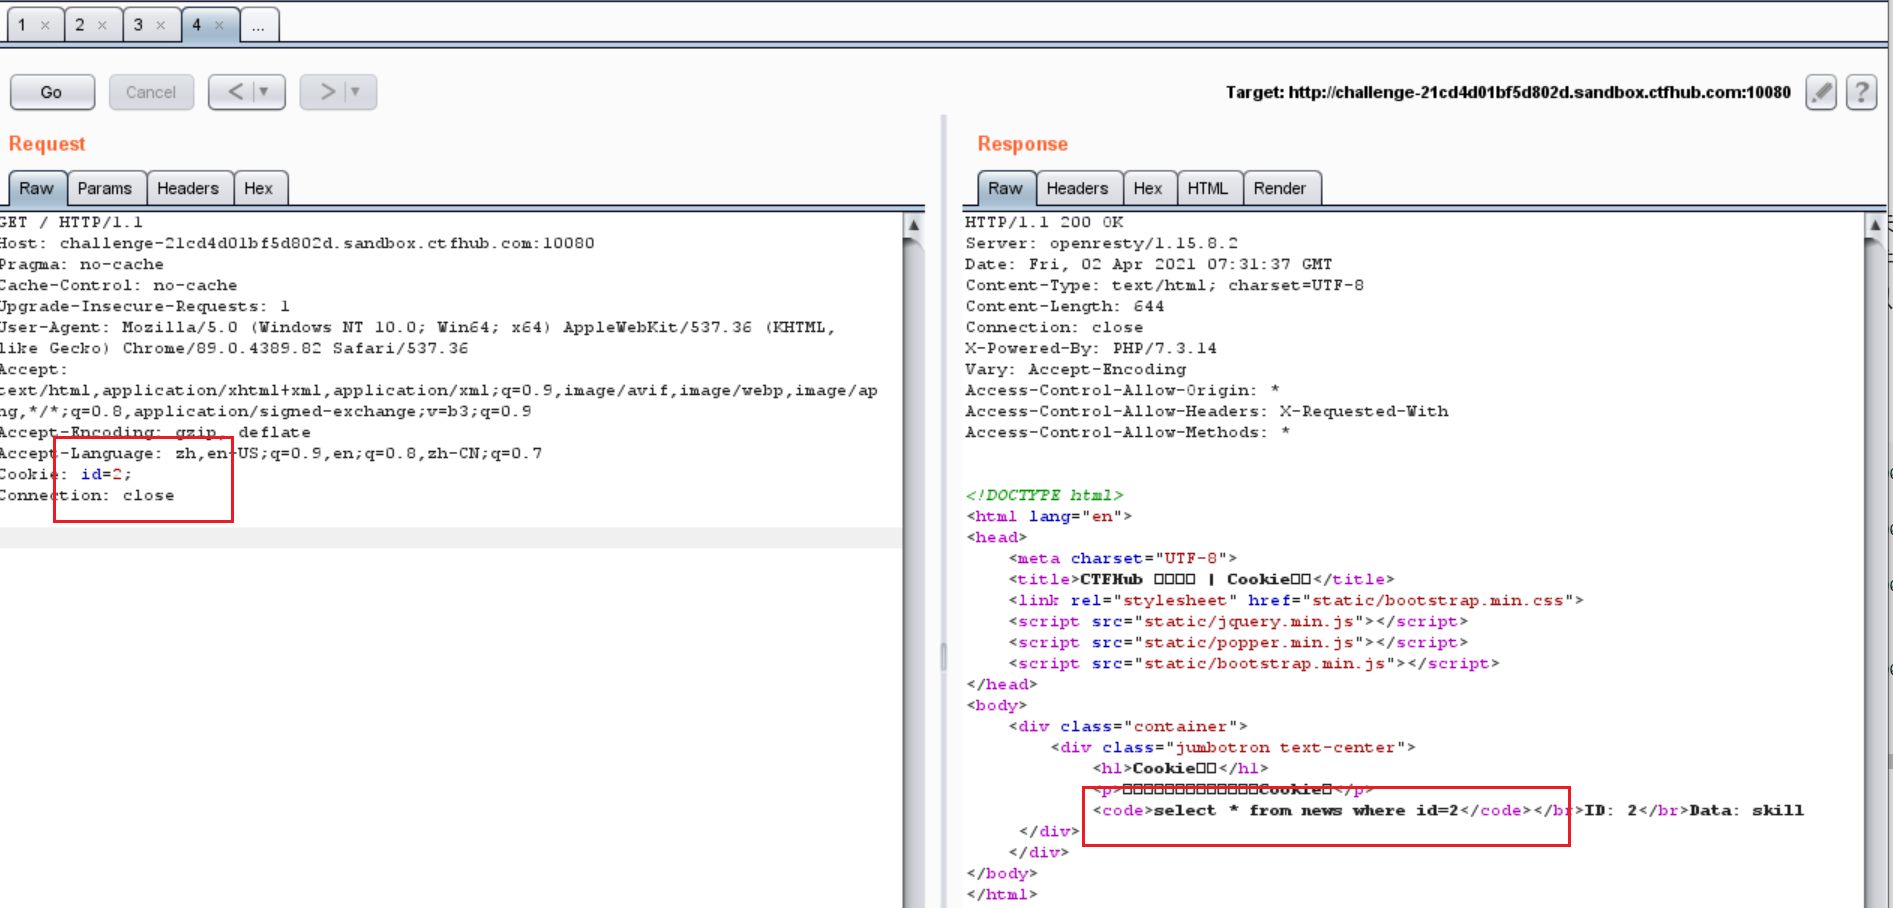 1 × 2 × 3 × 4 × ...
Go Cancel < ▼ > ▼ Target: http://challenge-21cd4d01bf5d802d.sandbox.ctfhub.com:10080 ?
Request
Raw Params Headers Hex
GET / HTTP/1.1
Host: challenge-21cd4d01bf5d802d.sandbox.ctfhub.com:10080
Pragma: no-cache
Cache-Control: no-cache
Upgrade-Insecure-Requests: 1
User-Agent: Mozilla/5.0 (Windows NT 10.0; Win64; x64) AppleWebKit/537.36 (KHTML,
like Gecko) Chrome/89.0.4389.82 Safari/537.36
Accept:
text/html,application/xhtml+xml,application/xml;q=0.9,image/avif,image/webp,image/ap
ng,*/*;q=0.8,application/signed-exchange;v=b3;q=0.9
Accept-Encoding: gzip, deflate
Accept-Language: zh,en-US;q=0.9,en;q=0.8,zh-CN;q=0.7
Cookie: id=2;
Connection: close
Response
Raw Headers Hex HTML Render
HTTP/1.1 200 OK
Server: openresty/1.15.8.2
Date: Fri, 02 Apr 2021 07:31:37 GMT
Content-Type: text/html; charset=UTF-8
Content-Length: 644
Connection: close
X-Powered-By: PHP/7.3.14
Vary: Accept-Encoding
Access-Control-Allow-Origin: *
Access-Control-Allow-Headers: X-Requested-With
Access-Control-Allow-Methods: *
<!DOCTYPE html>
<html lang="en">
<head>
<meta charset="UTF-8">
<title>CTFHub □□□□ | Cookie□□</title>
<link rel="stylesheet" href="static/bootstrap.min.css">
<script src="static/jquery.min.js"></script>
<script src="static/popper.min.js"></script>
<script src="static/bootstrap.min.js"></script>
</head>
<body>
<div class="container">
<div class="jumbotron text-center">
<h1>Cookie□□</h1>
<p>□□□□□□□□□□□□□Cookie□</p>
<code>select * from news where id=2</code></br>ID: 2</br>Data: skill
</div>
</div>
</body>
</html>